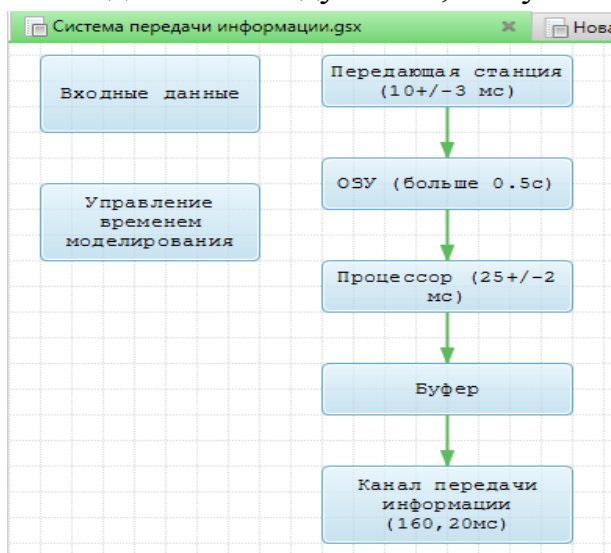 Система передачи информации.gsx
Нова
Входные данные
Передающая станция
(10+/-3 мс)
Управление
временем
моделирования
ОЗУ (больше 0.5с)
Процессор (25+/-2
мс)
Буфер
Канал передачи
информации
(160,20мс)